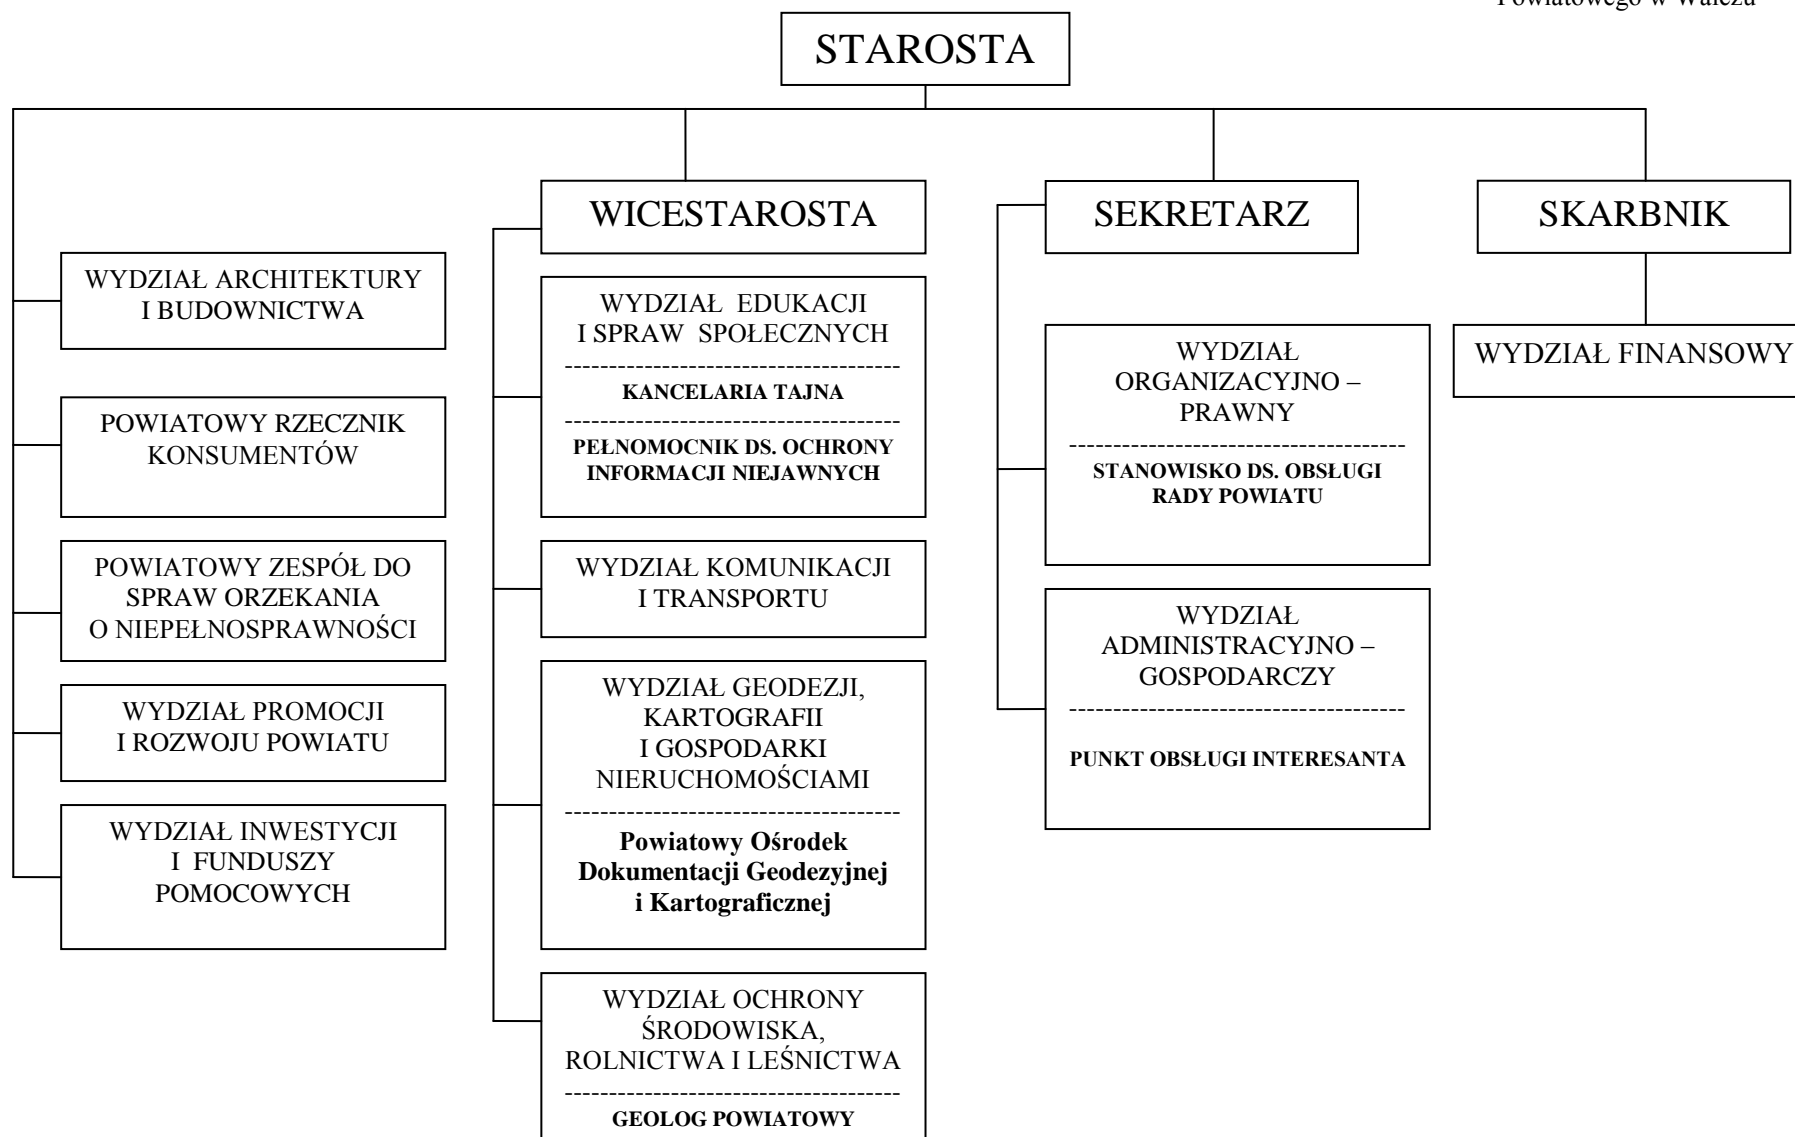 Powiatowego w Wałczu
STAROSTA
WICESTAROSTA
SEKRETARZ
SKARBNIK
WYDZIAŁ ARCHITEKTURY
I BUDOWNICTWA
POWIATOWY RZECZNIK
KONSUMENTÓW
POWIATOWY ZESPÓŁ DO
SPRAW ORZEKANIA
O NIEPEŁNOSPRAWNOŚCI
WYDZIAŁ PROMOCJI
I ROZWOJU POWIATU
WYDZIAŁ INWESTYCJI
I FUNDUSZY
POMOCOWYCH
WYDZIAŁ EDUKACJI
I SPRAW SPOŁECZNYCH
--------------------------------------
KANCELARIA TAJNA
--------------------------------------
PEŁNOMOCNIK DS. OCHRONY
INFORMACJI NIEJAWNYCH
WYDZIAŁ KOMUNIKACJI
I TRANSPORTU
WYDZIAŁ GEODEZJI,
KARTOGRAFII
I GOSPODARKI
NIERUCHOMOŚCIAMI
--------------------------------------
Powiatowy Ośrodek
Dokumentacji Geodezyjnej
i Kartograficznej
WYDZIAŁ OCHRONY
ŚRODOWISKA,
ROLNICTWA I LEŚNICTWA
--------------------------------------
GEOLOG POWIATOWY
WYDZIAŁ
ORGANIZACYJNO –
PRAWNY
--------------------------------------
STANOWISKO DS. OBSŁUGI
RADY POWIATU
WYDZIAŁ
ADMINISTRACYJNO –
GOSPODARCZY
--------------------------------------
PUNKT OBSŁUGI INTERESANTA
WYDZIAŁ FINANSOWY